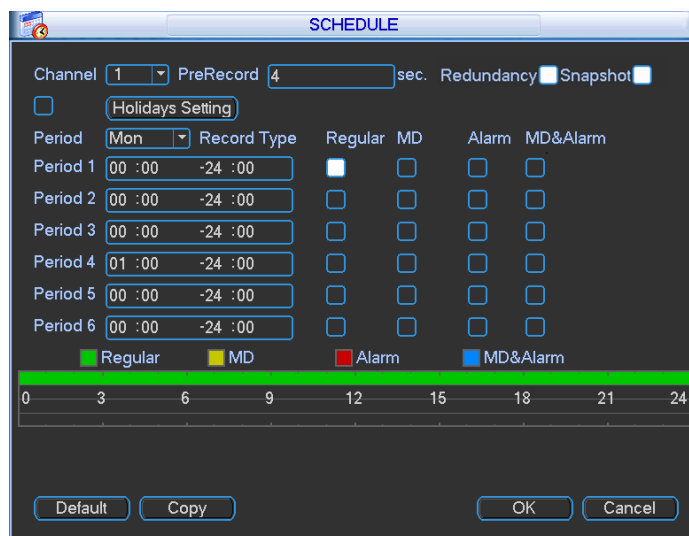 SCHEDULE
Channel 1 PreRecord 4 sec. Redundancy Snapshot
Holidays Setting
Period Mon Record Type Regular MD Alarm MD&Alarm
Period 1 00 :00 -24 :00
Period 2 00 :00 -24 :00
Period 3 00 :00 -24 :00
Period 4 01 :00 -24 :00
Period 5 00 :00 -24 :00
Period 6 00 :00 -24 :00
Regular MD Alarm MD&Alarm
0 3 6 9 12 15 18 21 24
Default Copy OK Cancel